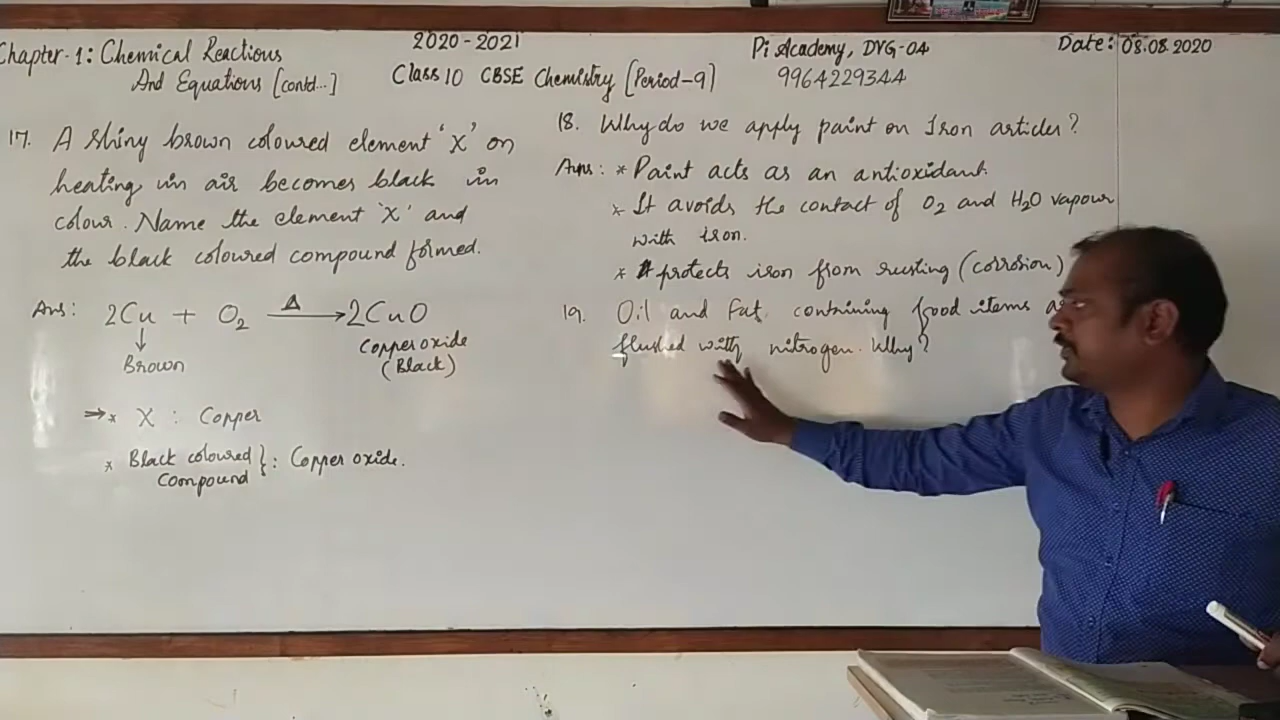 Chapter-1: Chemical Reactions
And Equations [contd...]
2020-2021
Class 10 CBSE Chemistry [Period-9]
Pi Academy, DVG-04
9964229344
Date: 08.08.2020
17. A shiny brown coloured element 'X' on
heating in air becomes black in
colour. Name the element 'X' and
the black coloured compound formed.
Ans: 2Cu + O₂ —Δ→ 2CuO
↓
Brown
Copper oxide
(Black)
⇒* X : Copper
* Black coloured
Compound } : Copper oxide.
18. Why do we apply paint on Iron articles?
Ans: * Paint acts as an antioxidant.
* It avoids the contact of O₂ and H₂O vapour
with iron.
* It protects iron from rusting (corrosion)
19. Oil and Fat containing food items
flushed with nitrogen. Why?